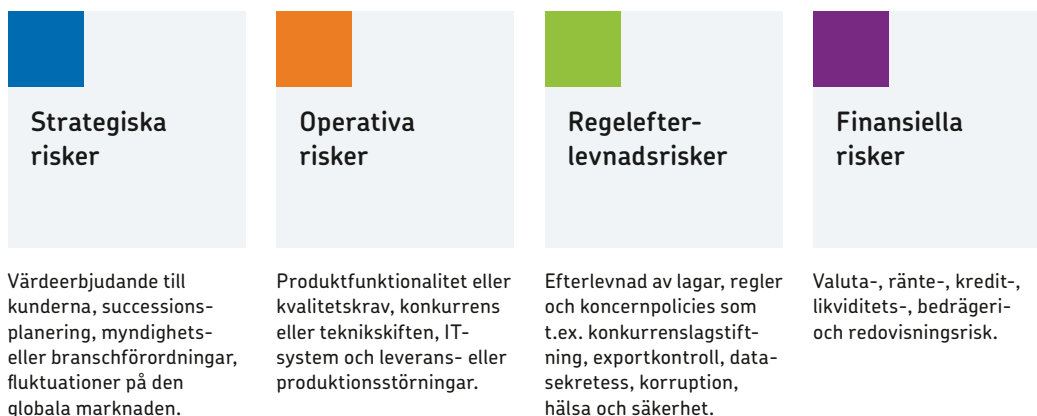 Strategiska
risker
Värdeerbjudande till
kunderna, successions-
planering, myndighets-
eller branschförordningar,
fluktuationer på den
globala marknaden.
Operativa
risker
Produktfunktionalitet eller
kvalitetskrav, konkurrens
eller teknikskiften, IT-
system och leverans- eller
produktionsstörningar.
Regelefter-
levnadsrisker
Efterlevnad av lagar, regler
och koncernpolicies som
t.ex. konkurrenslagstift-
ning, exportkontroll, data-
sekretess, korruption,
hälsa och säkerhet.
Finansiella
risker
Valuta-, ränte-, kredit-,
likviditets-, bedrägeri-
och redovisningsrisk.